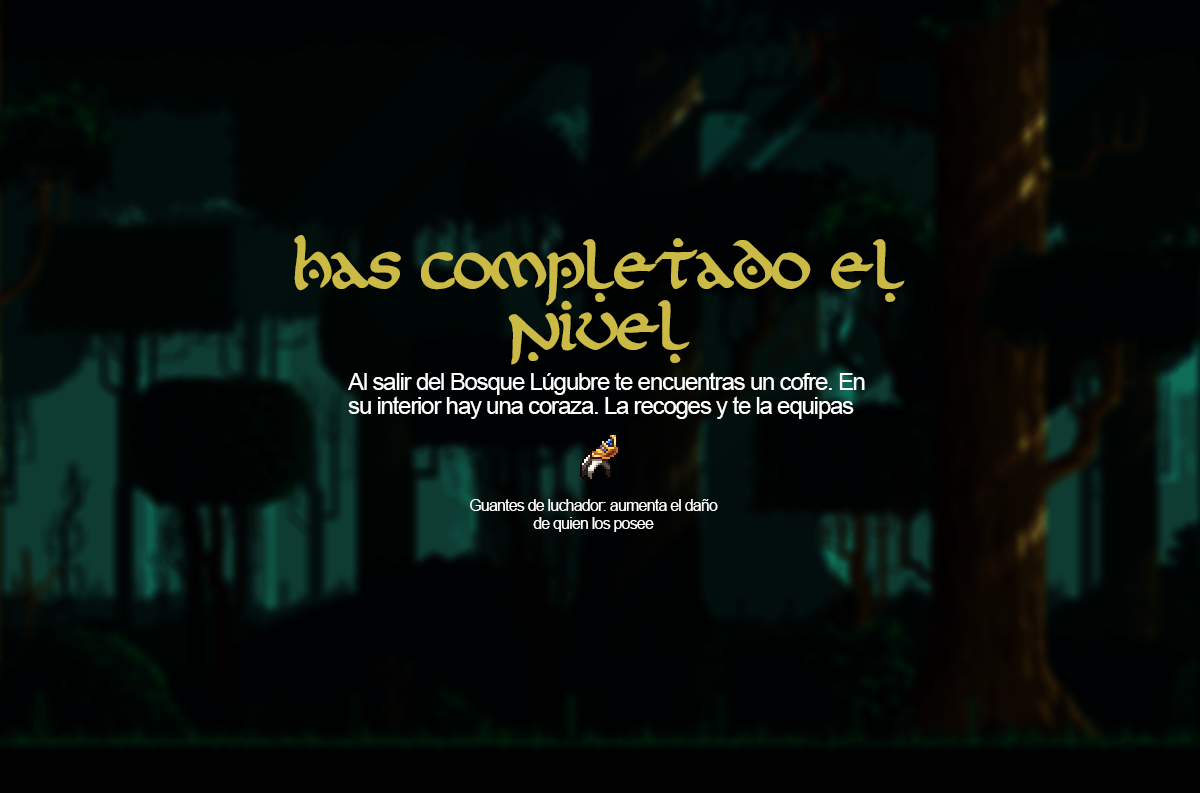 has completado el
nivel
Al salir del Bosque Lúgubre te encuentras un cofre. En
su interior hay una coraza. La recoges y te la equipas
Guantes de luchador: aumenta el daño
de quien los posee